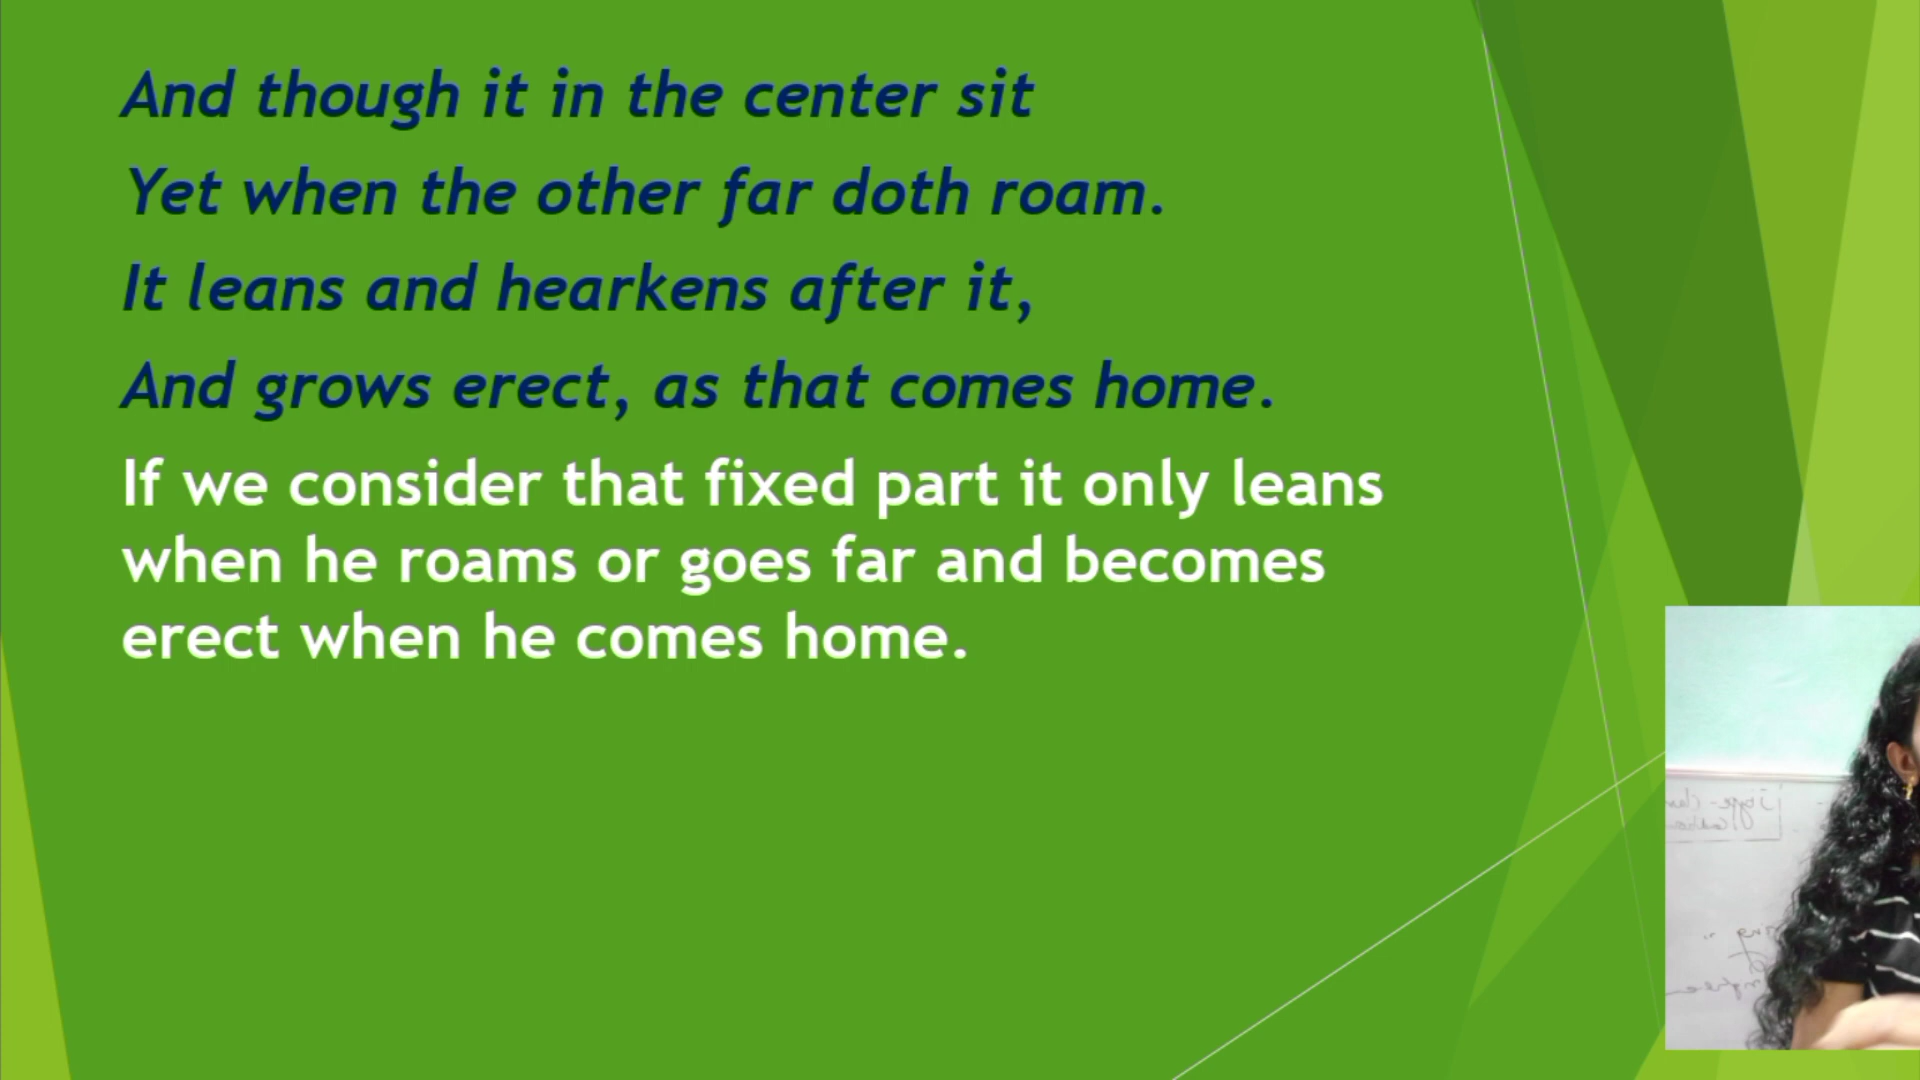 And though it in the center sit
Yet when the other far doth roam.
It leans and hearkens after it,
And grows erect, as that comes home.
If we consider that fixed part it only leans
when he roams or goes far and becomes
erect when he comes home.